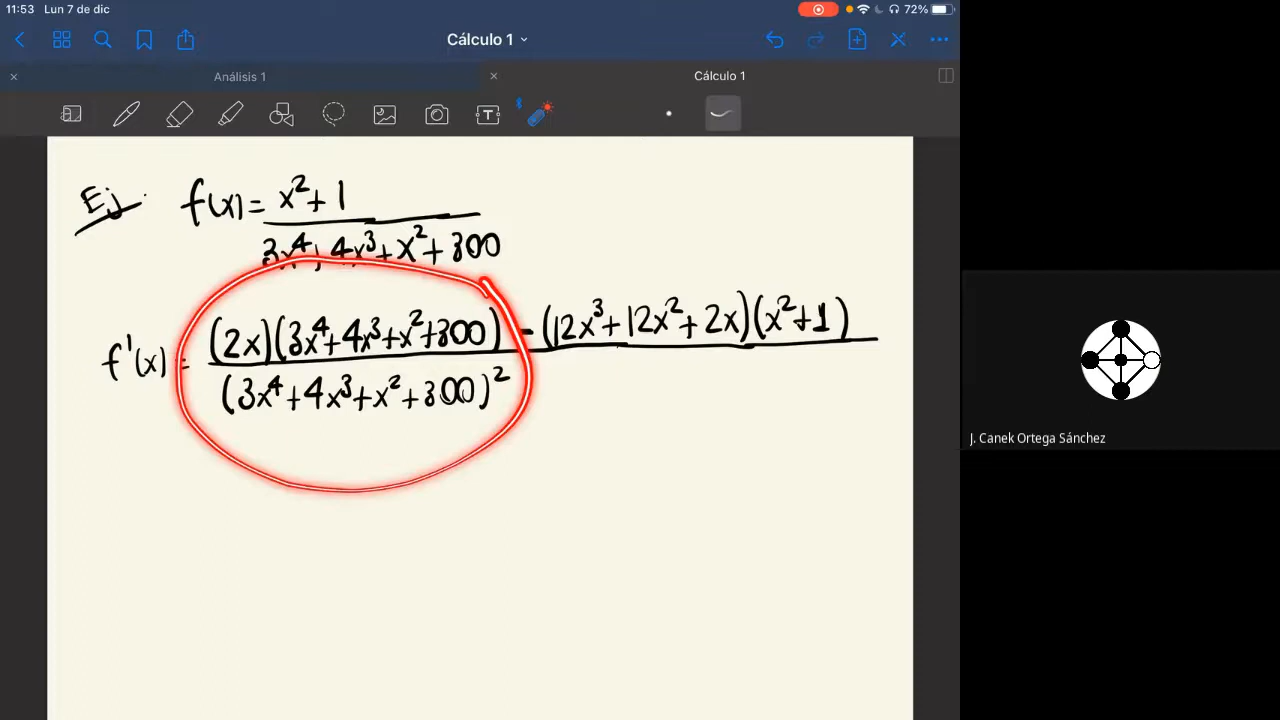 11:53 Lun 7 de dic 72%
Cálculo 1
Análisis 1 Cálculo 1
T
Ej. f(x) = x² + 1
3x⁴ + 4x³ + x² + 300
f'(x) = (2x)(3x⁴+4x³+x²+300) - (12x³+12x²+2x)(x²+1)
(3x⁴+4x³+x²+300)²
J. Canek Ortega Sánchez